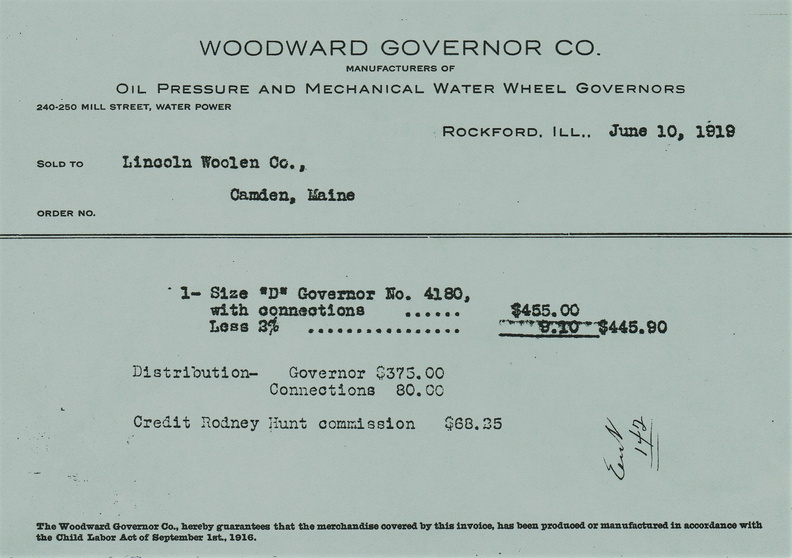 WOODWARD GOVERNOR CO.
MANUFACTURERS OF
OIL PRESSURE AND MECHANICAL WATER WHEEL GOVERNORS
240-250 MILL STREET, WATER POWER
ROCKFORD, ILL., June 10, 1919
SOLD TO Lincoln Woolen Co.,
Camden, Maine
ORDER NO.
1- Size "D" Governor No. 4180,
with connections ...... $455.00
Less 2% ................ 9.10 $445.90
Distribution- Governor $375.00
Connections 80.00
Credit Rodney Hunt commission $68.25
142
The Woodward Governor Co., hereby guarantees that the merchandise covered by this invoice, has been produced or manufactured in accordance with
the Child Labor Act of September 1st., 1916.